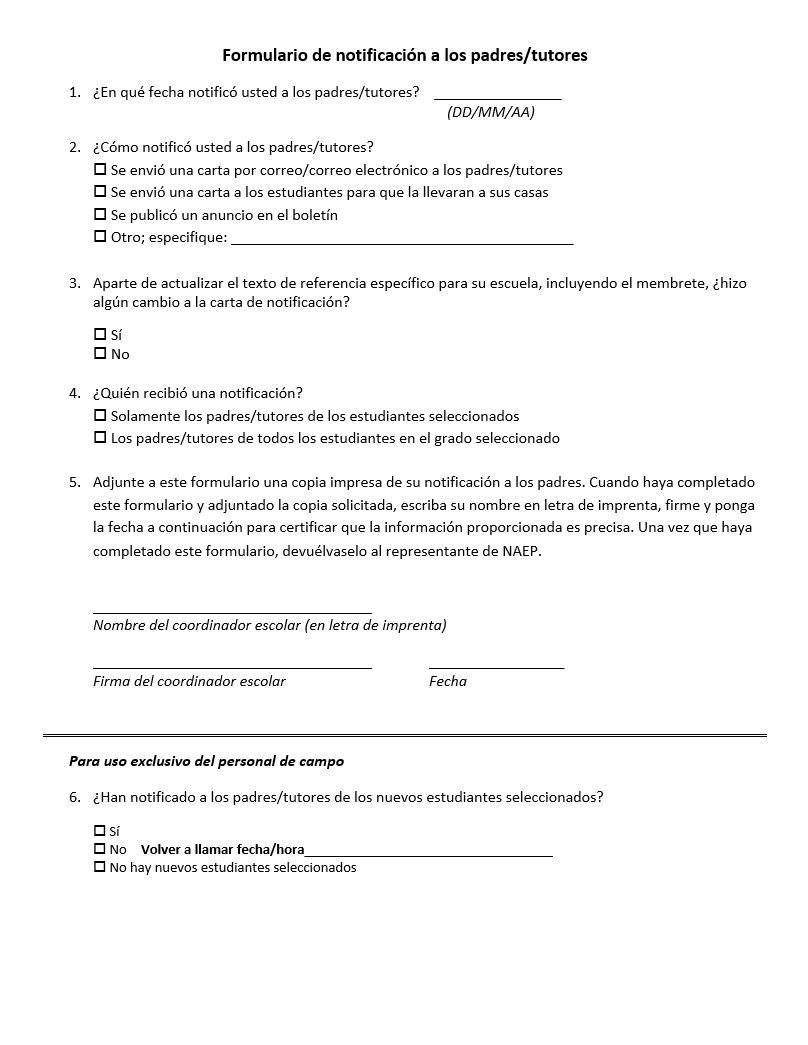 Formulario de notificación a los padres/tutores
1. ¿En qué fecha notificó usted a los padres/tutores? ________________
(DD/MM/AA)
2. ¿Cómo notificó usted a los padres/tutores?
☐ Se envió una carta por correo/correo electrónico a los padres/tutores
☐ Se envió una carta a los estudiantes para que la llevaran a sus casas
☐ Se publicó un anuncio en el boletín
☐ Otro; especifique: ___________________________________________
3. Aparte de actualizar el texto de referencia específico para su escuela, incluyendo el membrete, ¿hizo
algún cambio a la carta de notificación?
☐ Sí
☐ No
4. ¿Quién recibió una notificación?
☐ Solamente los padres/tutores de los estudiantes seleccionados
☐ Los padres/tutores de todos los estudiantes en el grado seleccionado
5. Adjunte a este formulario una copia impresa de su notificación a los padres. Cuando haya completado
este formulario y adjuntado la copia solicitada, escriba su nombre en letra de imprenta, firme y ponga
la fecha a continuación para certificar que la información proporcionada es precisa. Una vez que haya
completado este formulario, devuélvaselo al representante de NAEP.
Nombre del coordinador escolar (en letra de imprenta)
Firma del coordinador escolar Fecha
Para uso exclusivo del personal de campo
6. ¿Han notificado a los padres/tutores de los nuevos estudiantes seleccionados?
☐ Sí
☐ No Volver a llamar fecha/hora_______________________________
☐ No hay nuevos estudiantes seleccionados